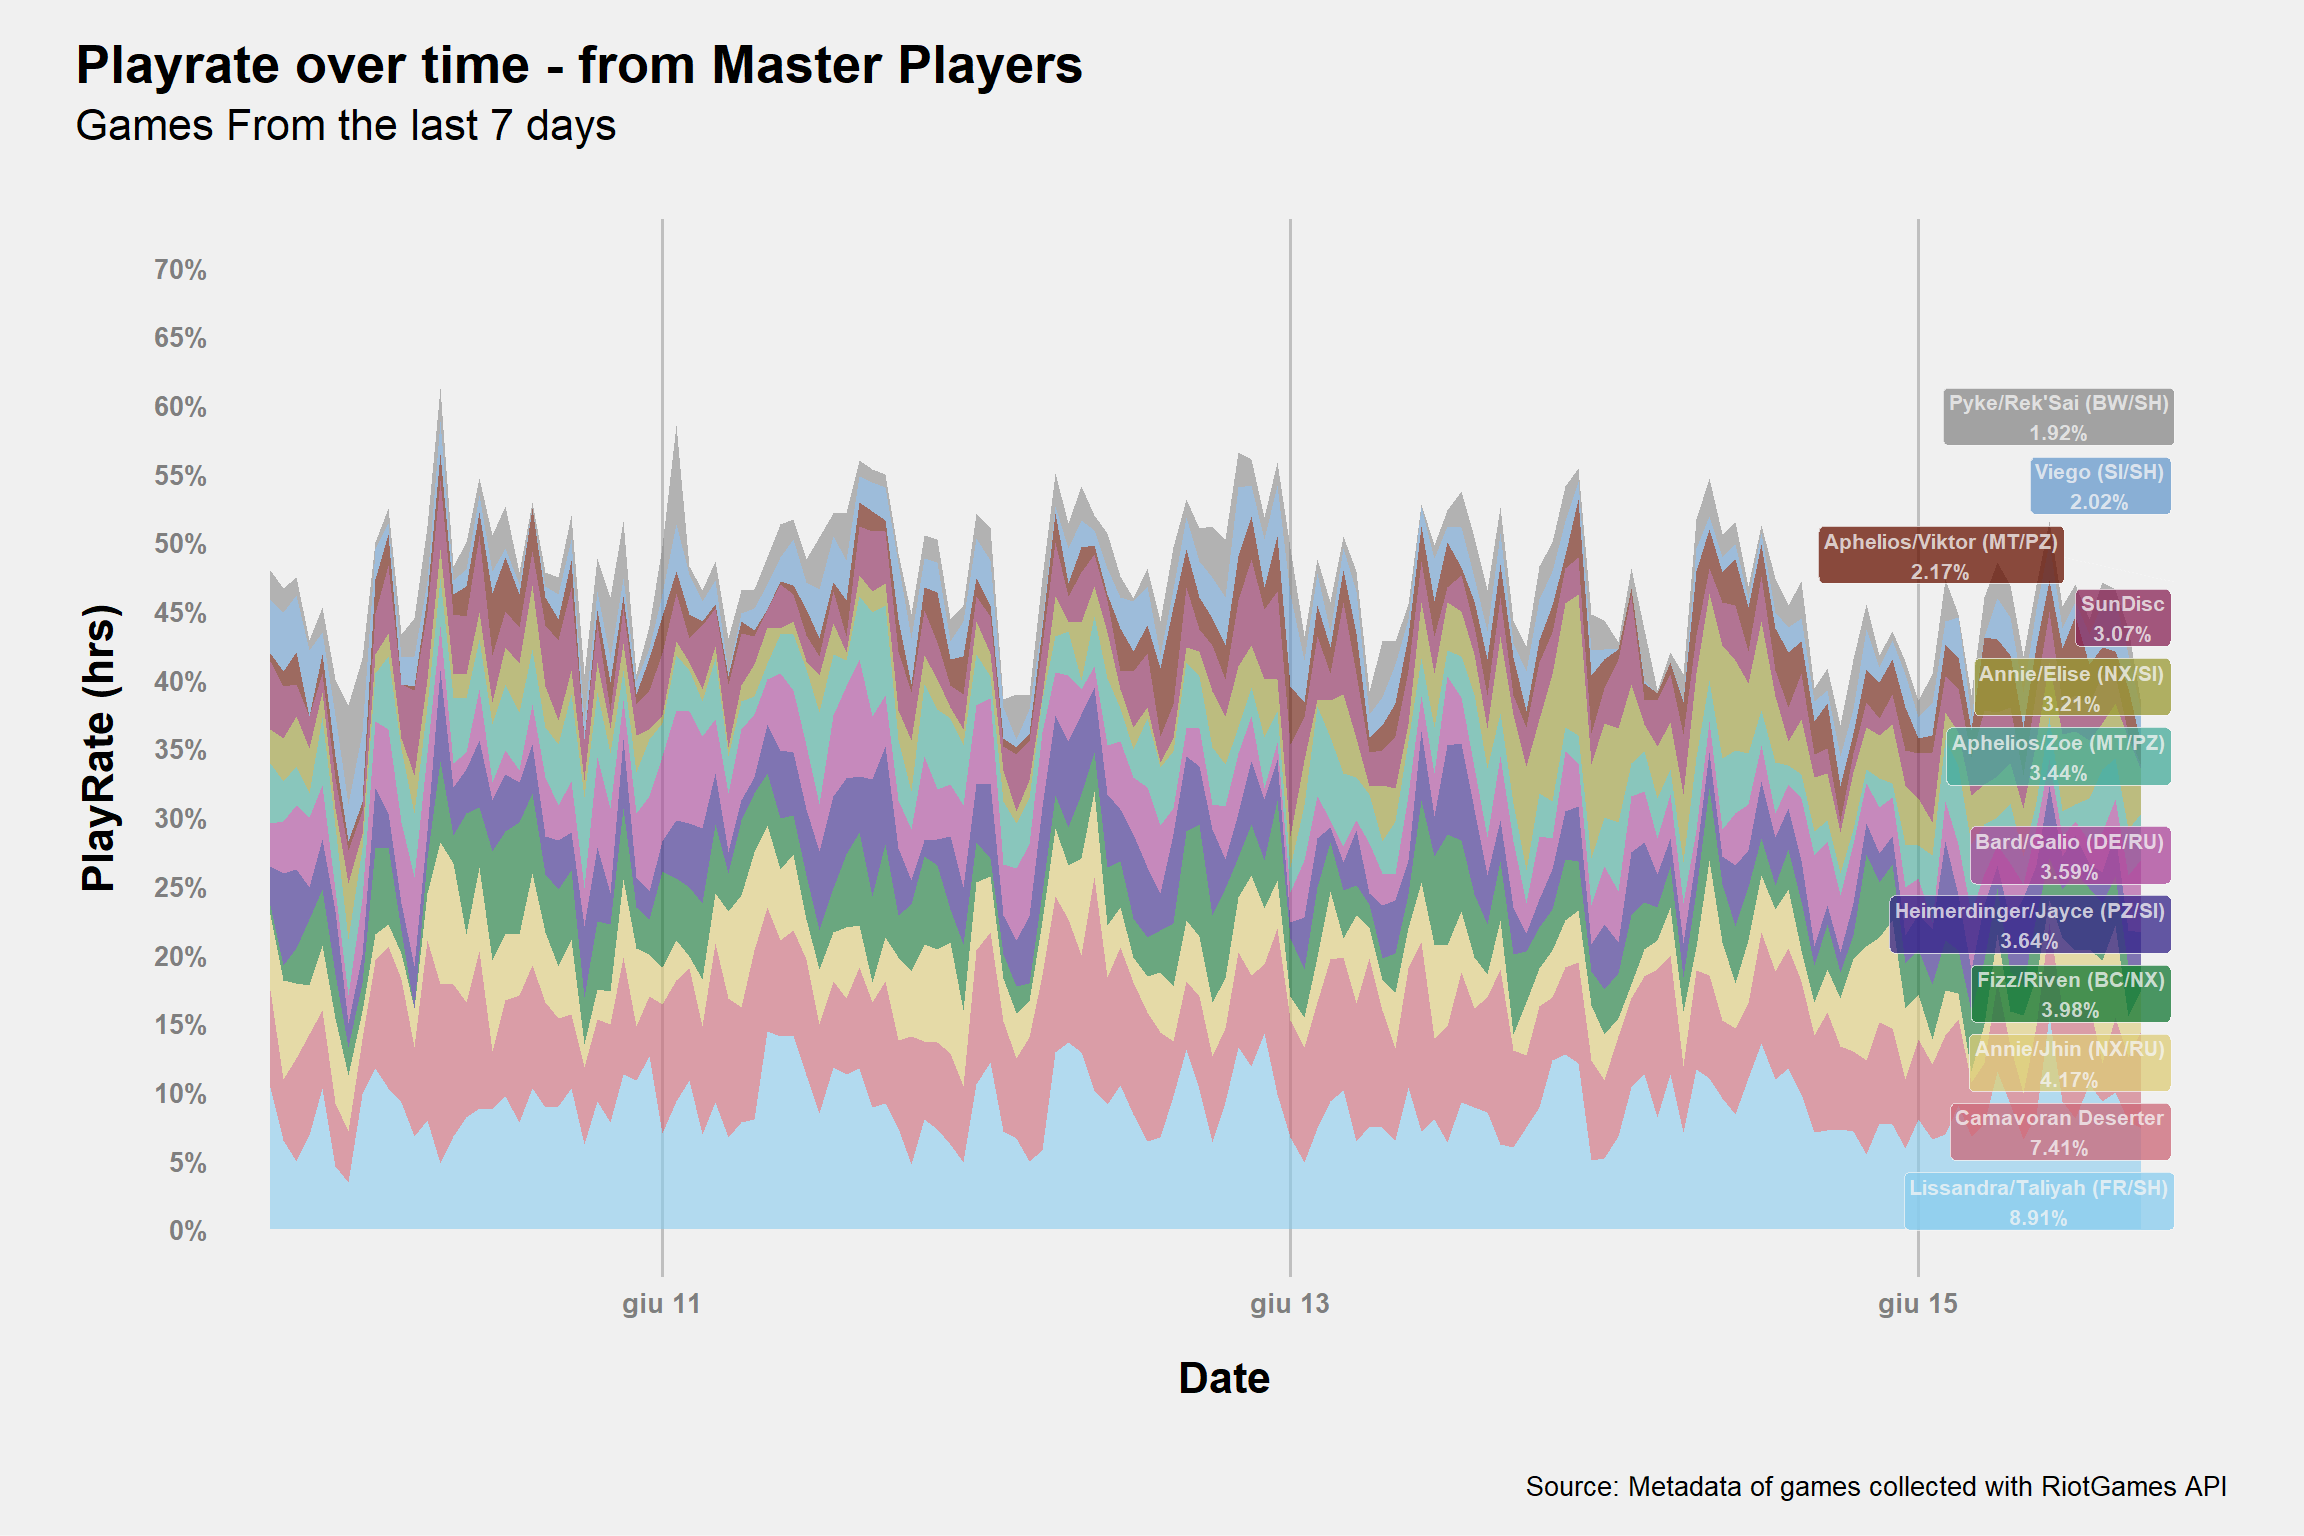 Playrate over time - from Master Players
Games From the last 7 days
PlayRate (hrs)
70%
65%
60%
55%
50%
45%
40%
35%
30%
25%
20%
15%
10%
5%
0%
Pyke/Rek'Sai (BW/SH)
1.92%
Viego (SI/SH)
2.02%
Aphelios/Viktor (MT/PZ)
2.17%
SunDisc
3.07%
Annie/Elise (NX/SI)
3.21%
Aphelios/Zoe (MT/PZ)
3.44%
Bard/Galio (DE/RU)
3.59%
Heimerdinger/Jayce (PZ/SI)
3.64%
Fizz/Riven (BC/NX)
3.98%
Annie/Jhin (NX/RU)
4.17%
Camavoran Deserter
7.41%
Lissandra/Taliyah (FR/SH)
8.91%
giu 11
giu 13
giu 15
Date
Source: Metadata of games collected with RiotGames API